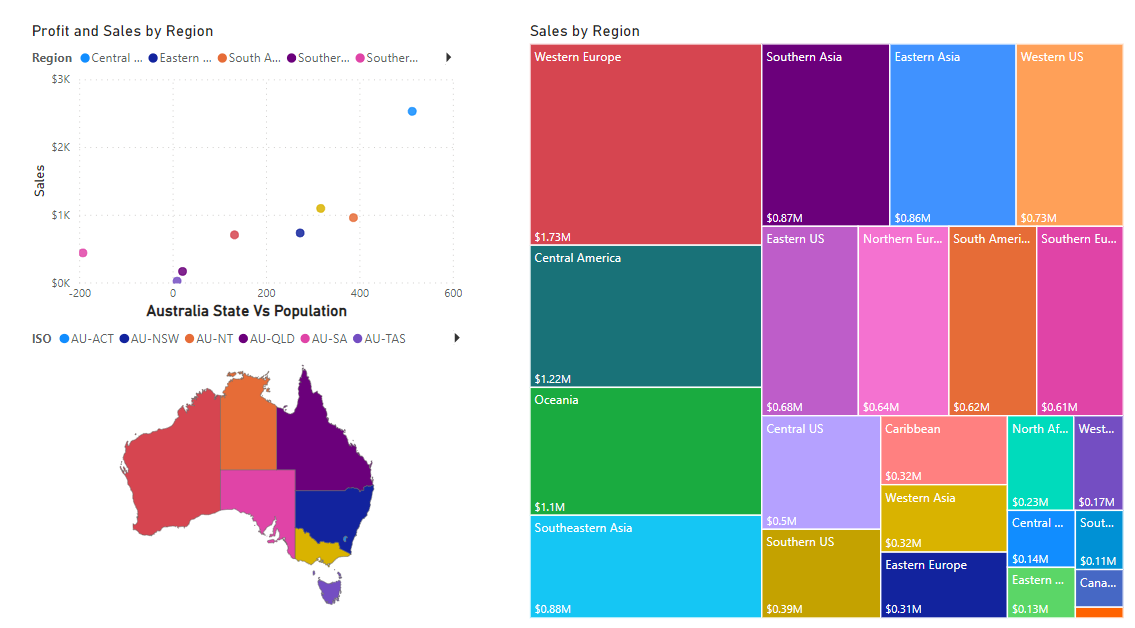 Profit and Sales by Region
Region Central ... Eastern ... South A... Souther... Souther...
$3K
$2K
$1K
$0K
Sales
-200 0 200 400 600
Australia State Vs Population
ISO AU-ACT AU-NSW AU-NT AU-QLD AU-SA AU-TAS
Sales by Region
Western Europe
$1.73M
Central America
$1.22M
Oceania
$1.1M
Southeastern Asia
$0.88M
Southern Asia
$0.87M
Eastern Asia
$0.86M
Western US
$0.73M
Eastern US
$0.68M
Northern Eur...
$0.64M
South Ameri...
$0.62M
Southern Eu...
$0.61M
Central US
$0.5M
Southern US
$0.39M
Caribbean
$0.32M
Western Asia
$0.32M
Eastern Europe
$0.31M
North Af...
$0.23M
West...
$0.17M
Central ...
$0.14M
Sout...
$0.11M
Eastern ...
$0.13M
Cana...